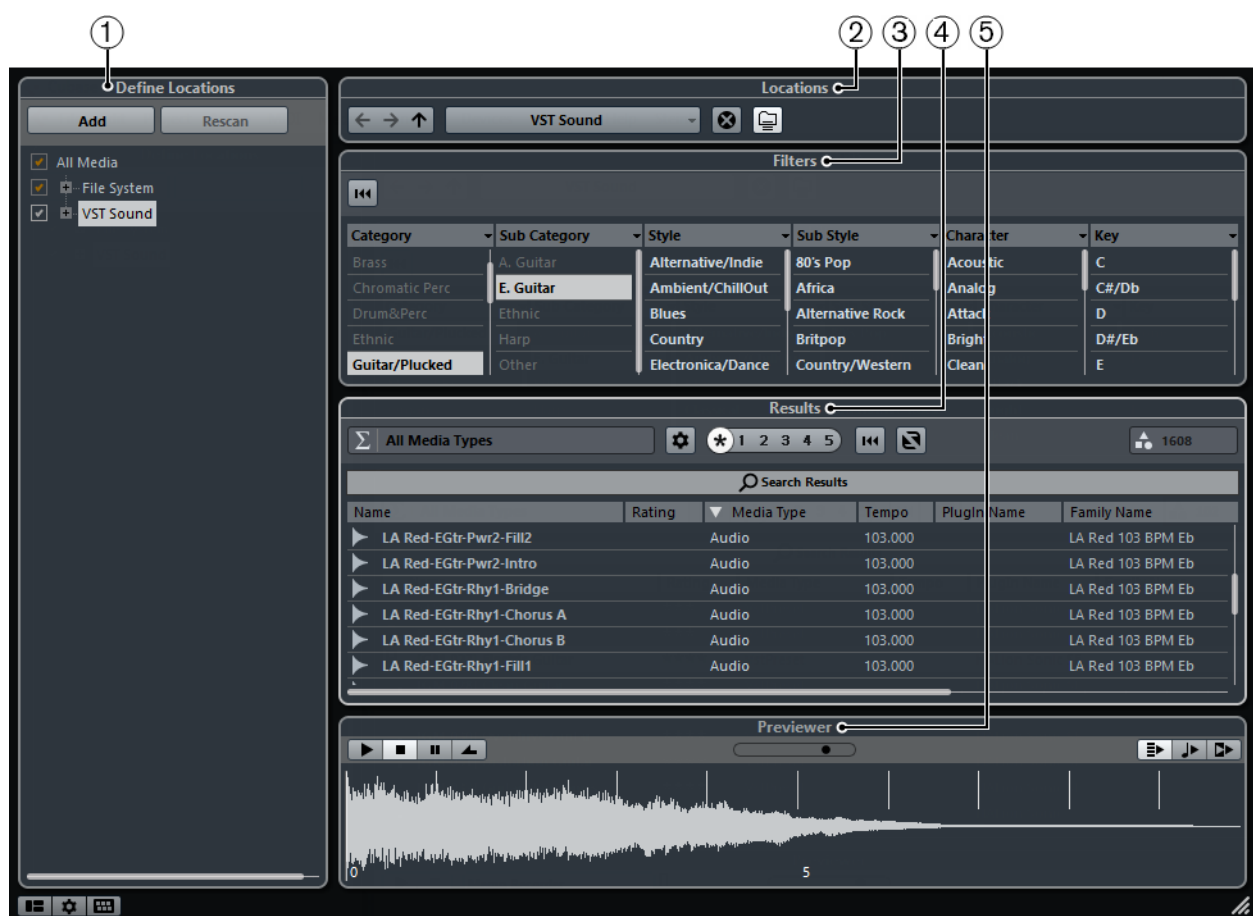 1 2 3 4 5
Define Locations
Add Rescan
All Media
File System
VST Sound
Locations
VST Sound
Filters
Category Sub Category Style Sub Style Character Key
Brass A. Guitar Alternative/Indie 80's Pop Acoustic C
Chromatic Perc E. Guitar Ambient/ChillOut Africa Analog C#/Db
Drum&Perc Ethnic Blues Alternative Rock Attack D
Ethnic Harp Country Britpop Bright D#/Eb
Guitar/Plucked Other Electronica/Dance Country/Western Clean E
Results
Σ All Media Types * 1 2 3 4 5 1608
Search Results
Name Rating Media Type Tempo PlugIn Name Family Name
LA Red-EGtr-Pwr2-Fill2 Audio 103.000 LA Red 103 BPM Eb
LA Red-EGtr-Pwr2-Intro Audio 103.000 LA Red 103 BPM Eb
LA Red-EGtr-Rhy1-Bridge Audio 103.000 LA Red 103 BPM Eb
LA Red-EGtr-Rhy1-Chorus A Audio 103.000 LA Red 103 BPM Eb
LA Red-EGtr-Rhy1-Chorus B Audio 103.000 LA Red 103 BPM Eb
LA Red-EGtr-Rhy1-Fill1 Audio 103.000 LA Red 103 BPM Eb
Previewer
0 5